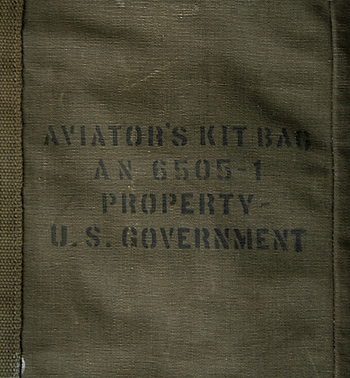 AVIATOR'S KIT BAG
AN 6505-1
PROPERTY-
U.S. GOVERNMENT